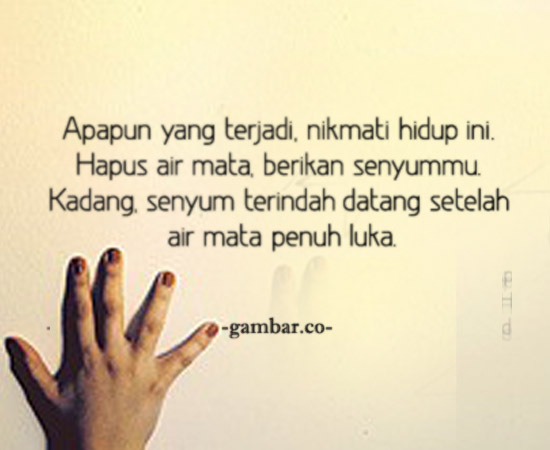 Apapun yang terjadi, nikmati hidup ini.
Hapus air mata, berikan senyummu.
Kadang, senyum terindah datang setelah
air mata penuh luka.
-gambar.co-